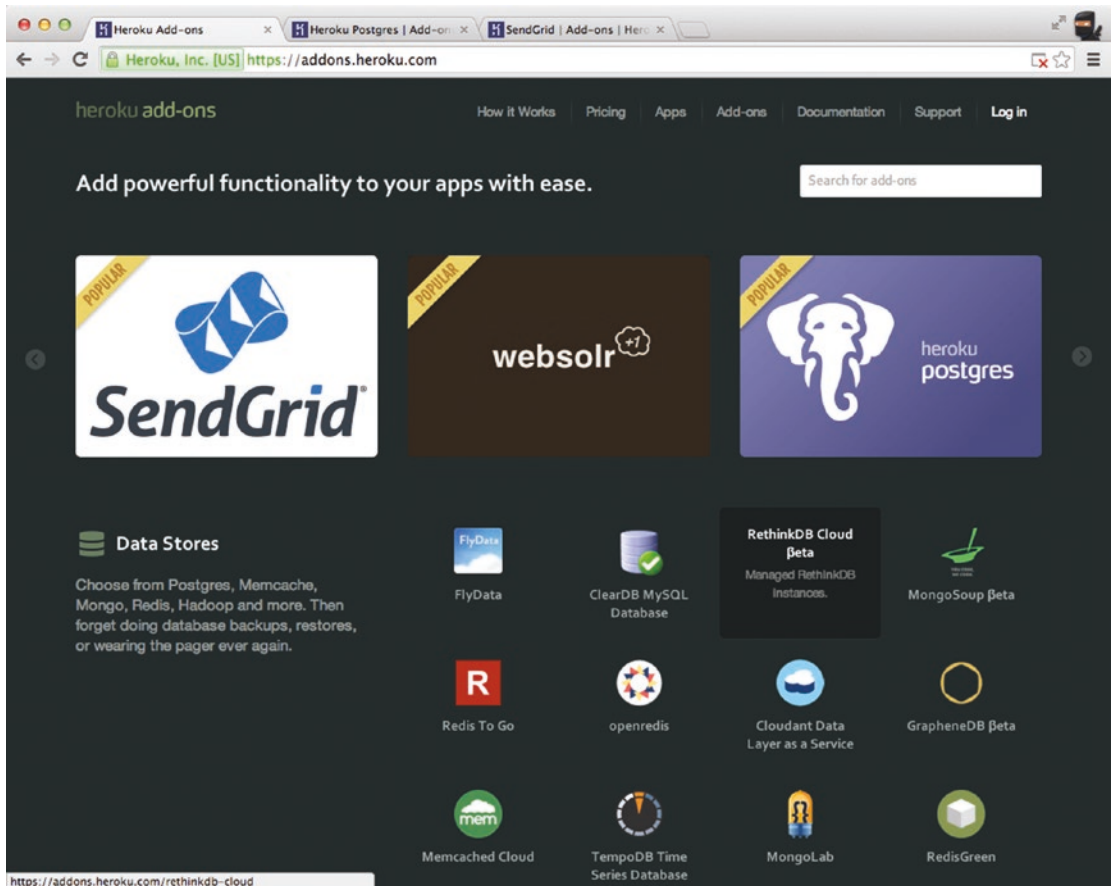 Heroku Add-ons
Heroku Postgres | Add-on
SendGrid | Add-ons | Hero
Heroku, Inc. [US] https://addons.heroku.com
heroku add-ons
How it Works
Pricing
Apps
Add-ons
Documentation
Support
Log in
Add powerful functionality to your apps with ease.
Search for add-ons
POPULAR
SendGrid®
POPULAR
websolr +1
POPULAR
heroku
postgres
Data Stores
Choose from Postgres, Memcache,
Mongo, Redis, Hadoop and more. Then
forget doing database backups, restores,
or wearing the pager ever again.
FlyData
FlyData
ClearDB MySQL
Database
RethinkDB Cloud
βeta
Managed RethinkDB
Instances.
MongoSoup βeta
R
Redis To Go
openredis
Cloudant Data
Layer as a Service
GrapheneDB βeta
mem
Memcached Cloud
TempoDB Time
Series Database
MongoLab
RedisGreen
https://addons.heroku.com/rethinkdb-cloud